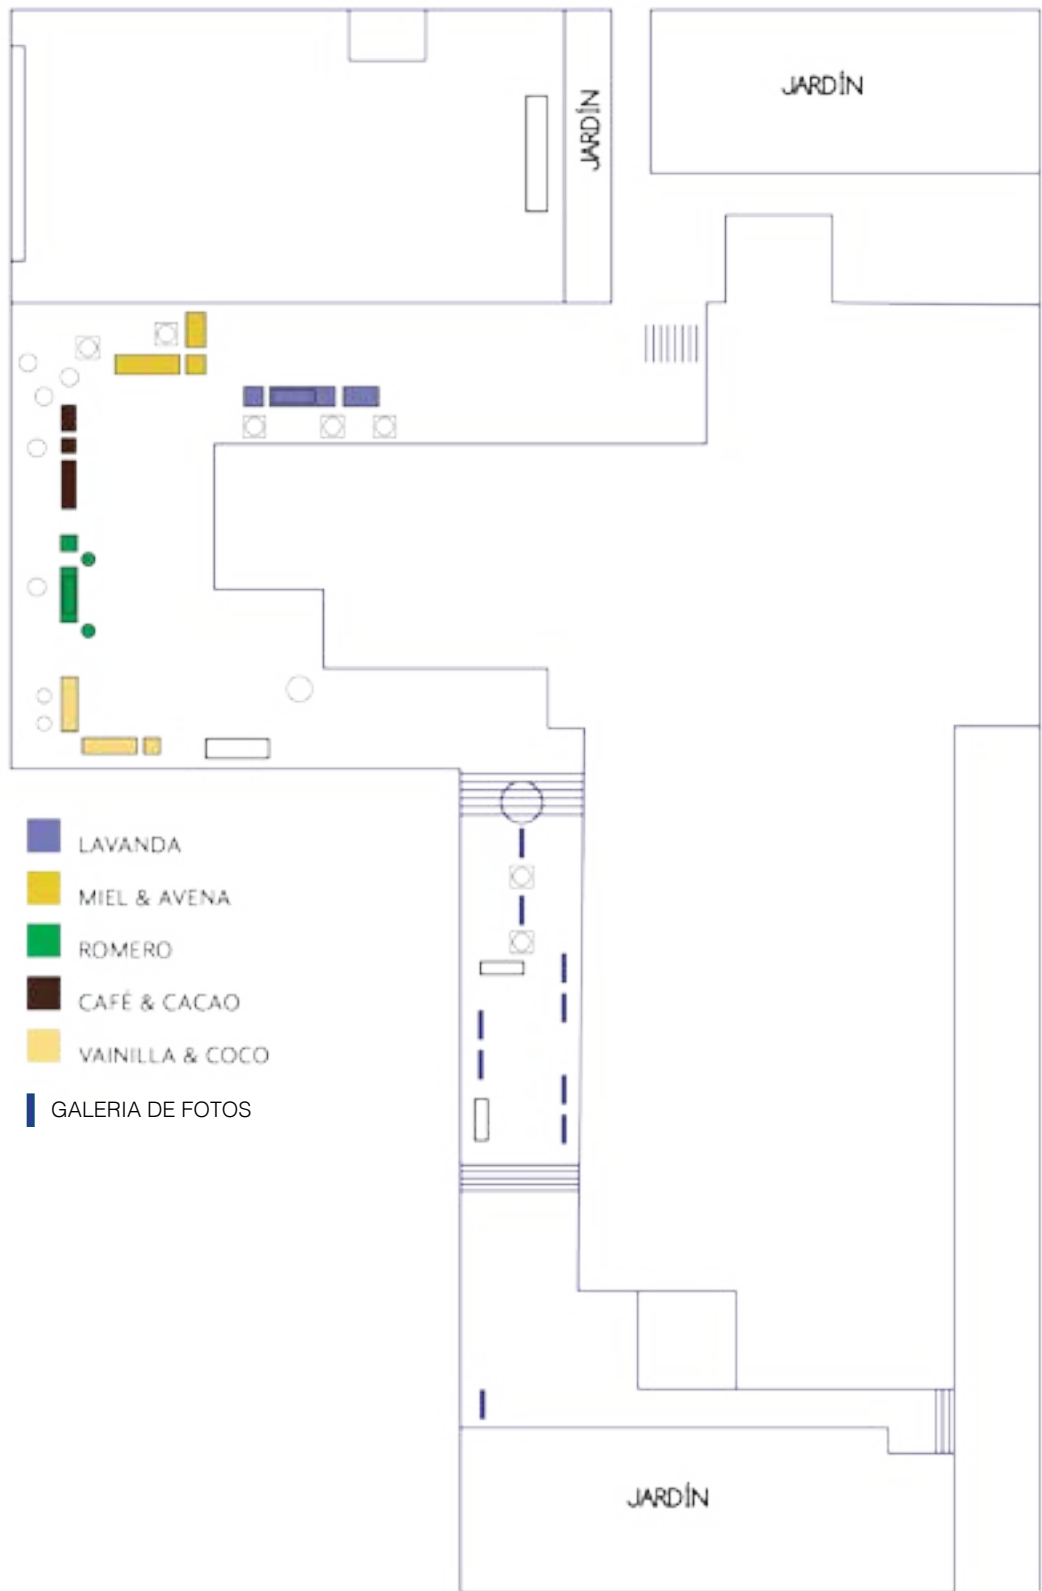 JARDÍN
JARDÍN
LAVANDA
MIEL & AVENA
ROMERO
CAFÉ & CACAO
VAINILLA & COCO
GALERIA DE FOTOS
JARDÍN